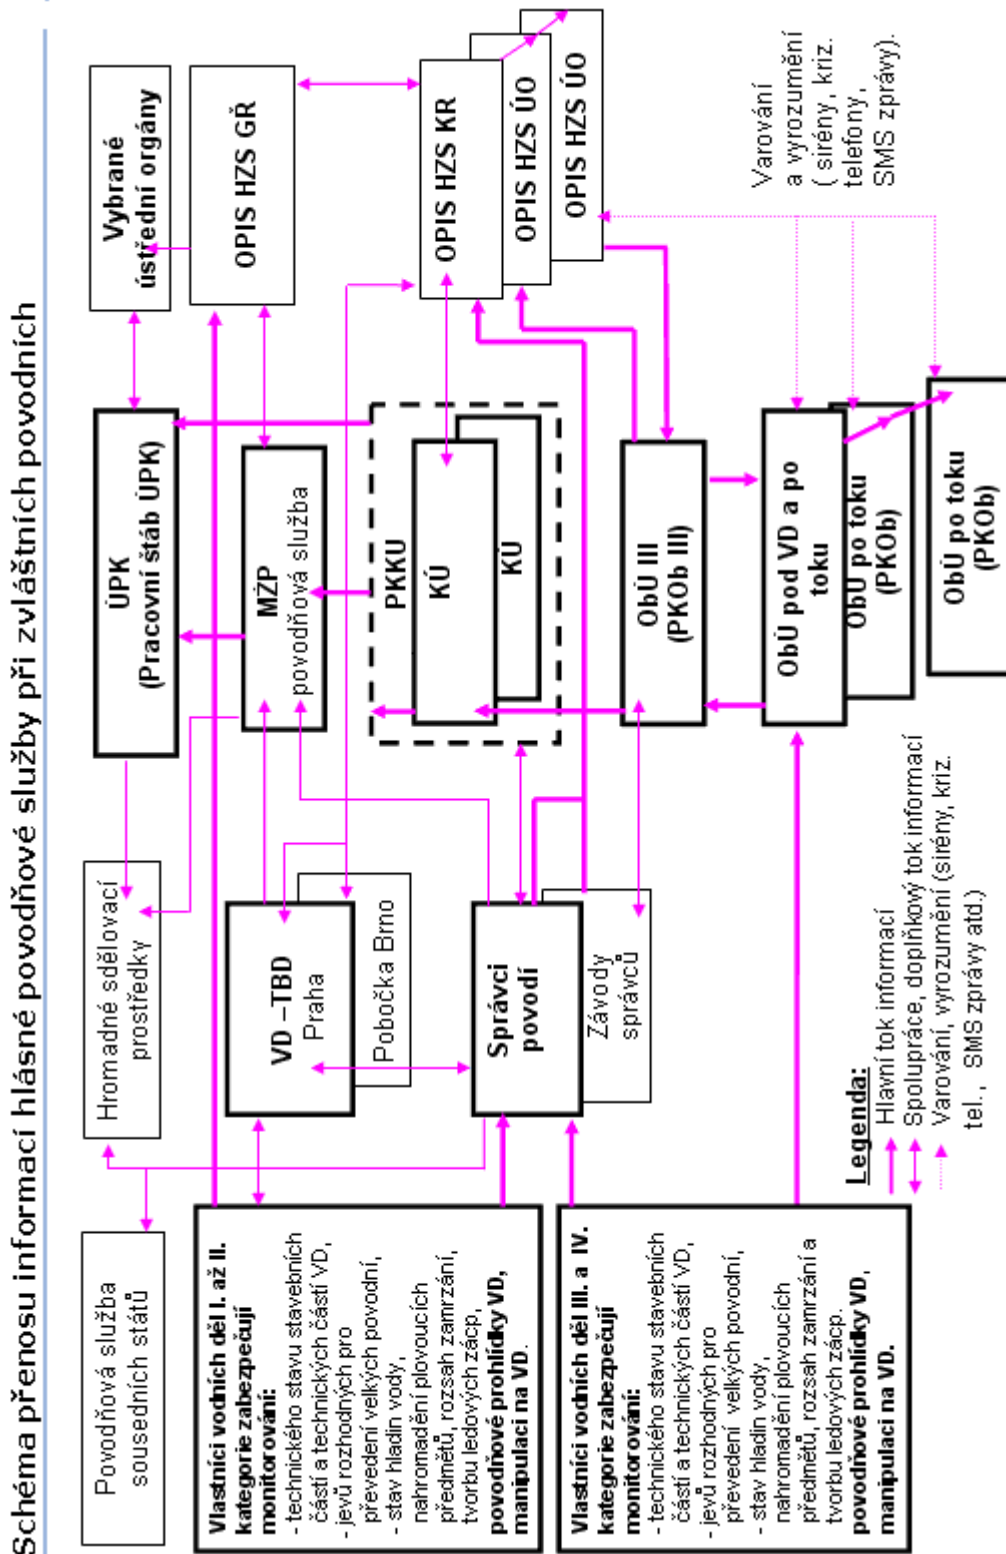 Schéma přenosu informací hlásné povodňové služby při zvláštních povodních
Povodňová služba
sousedních států
Hromadné sdělovací
prostředky
ÚPK
(Pracovní štáb ÚPK)
Vybrané
ústřední orgány
Vlastníci vodních děl I. až II.
kategorie zabezpečují
monitorování:
- technického stavu stavebních
částí a technických částí VD,
- jevů rozhodných pro
převedení velkých povodní,
- stav hladin vody,
nahromadění plovoucích
předmětů, rozsah zamrzání,
tvorbu ledových zácp,
povodňové prohlídky VD,
manipulaci na VD.
VD –TBD
Praha
Pobočka Brno
MŽP
povodňová služba
OPIS HZS GŘ
Správci
povodí
Závody
správců
PKKU
KÚ
KÚ
OPIS HZS KR
OPIS HZS ÚO
OPIS HZS ÚO
Vlastníci vodních děl III. a IV.
kategorie zabezpečují
monitorování:
- technického stavu stavebních
částí a technických částí VD,
- jevů rozhodných pro
převedení velkých povodní,
- stav hladin vody,
nahromadění plovoucích
předmětů, rozsah zamrzání a
tvorbu ledových zácp.
povodňové prohlídky VD,
manipulaci na VD.
ObÚ III
(PKOb III)
ObÚ pod VD a po
toku
ObÚ po toku
(PKOb)
ObÚ po toku
(PKOb)
Varování
a vyrozumění
( sirény, kriz.
telefony,
SMS zprávy).
Legenda:
Hlavní tok informací
Spolupráce, doplňkový tok informací
Varování, vyrozumění (sirény, kriz.
tel., SMS zprávy atd.)